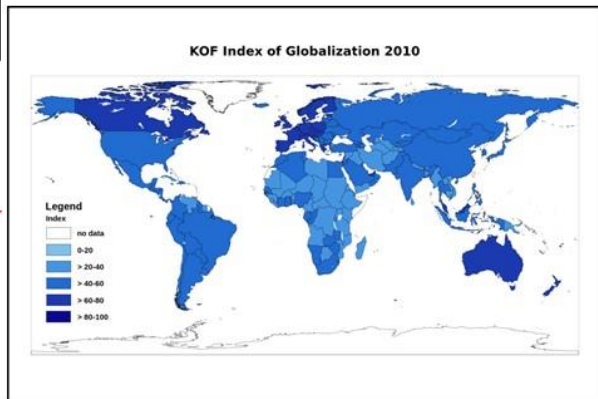 KOF Index of Globalization 2010
Legend
Index
no data
0-20
> 20-40
> 40-60
> 60-80
> 80-100